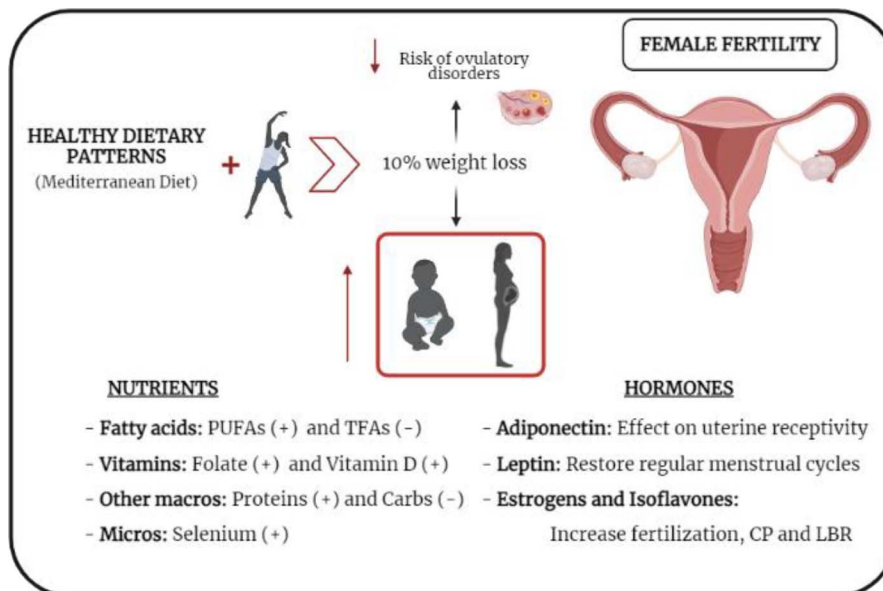 FEMALE FERTILITY
Risk of ovulatory
disorders
HEALTHY DIETARY
PATTERNS
(Mediterranean Diet)
+
10% weight loss
NUTRIENTS
- Fatty acids: PUFAs (+) and TFAs (-)
- Vitamins: Folate (+) and Vitamin D (+)
- Other macros: Proteins (+) and Carbs (-)
- Micros: Selenium (+)
HORMONES
- Adiponectin: Effect on uterine receptivity
- Leptin: Restore regular menstrual cycles
- Estrogens and Isoflavones:
Increase fertilization, CP and LBR